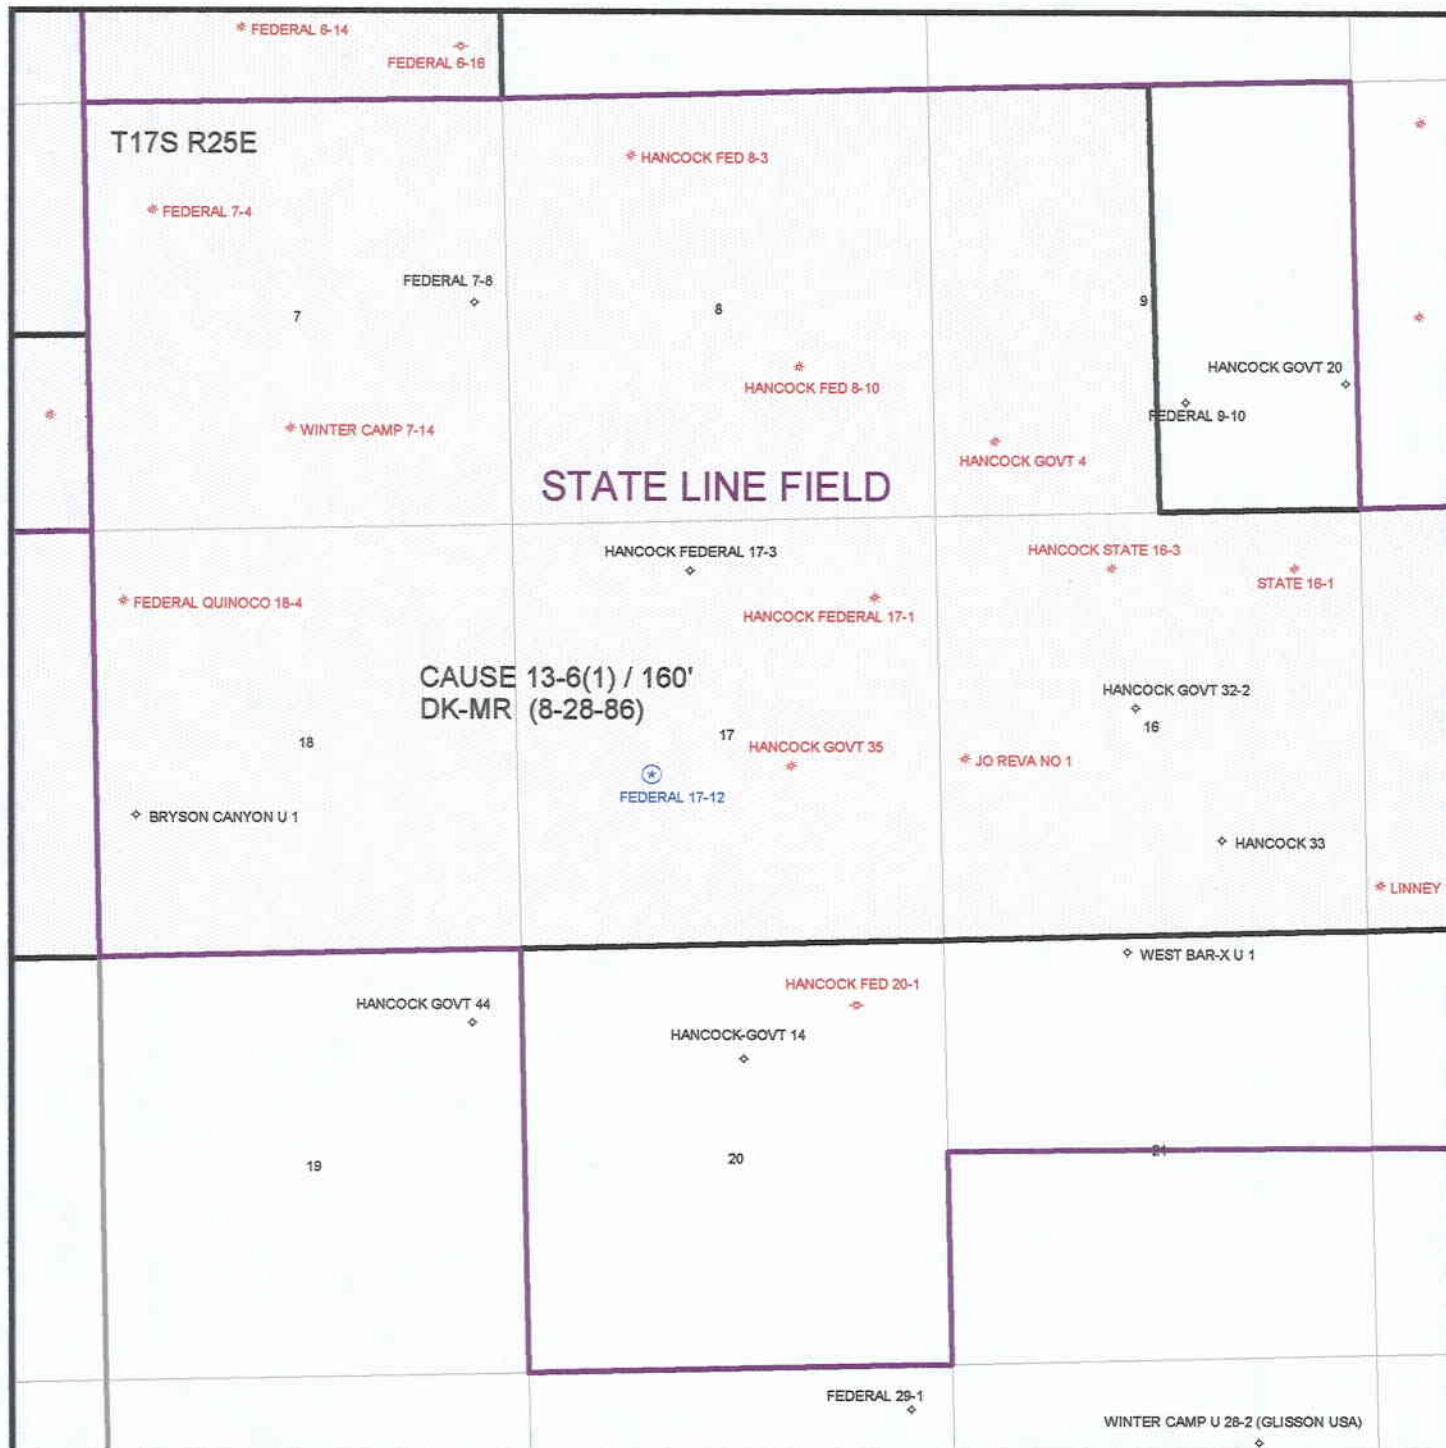 FEDERAL 6-14
FEDERAL 6-16
T17S R25E
HANCOCK FED 8-3
FEDERAL 7-4
FEDERAL 7-8
7
8
9
HANCOCK GOVT 20
HANCOCK FED 8-10
FEDERAL 9-10
WINTER CAMP 7-14
HANCOCK GOVT 4
STATE LINE FIELD
HANCOCK FEDERAL 17-3
HANCOCK STATE 16-3
STATE 16-1
FEDERAL QUINOCO 18-4
HANCOCK FEDERAL 17-1
CAUSE 13-6(1) / 160'
DK-MR (8-28-86)
HANCOCK GOVT 32-2
18
17
16
HANCOCK GOVT 35
JO REVA NO 1
FEDERAL 17-12
BRYSON CANYON U 1
HANCOCK 33
LINNEY
WEST BAR-X U 1
HANCOCK FED 20-1
HANCOCK GOVT 44
HANCOCK-GOVT 14
19
20
21
FEDERAL 29-1
WINTER CAMP U 28-2 (GLISSON USA)